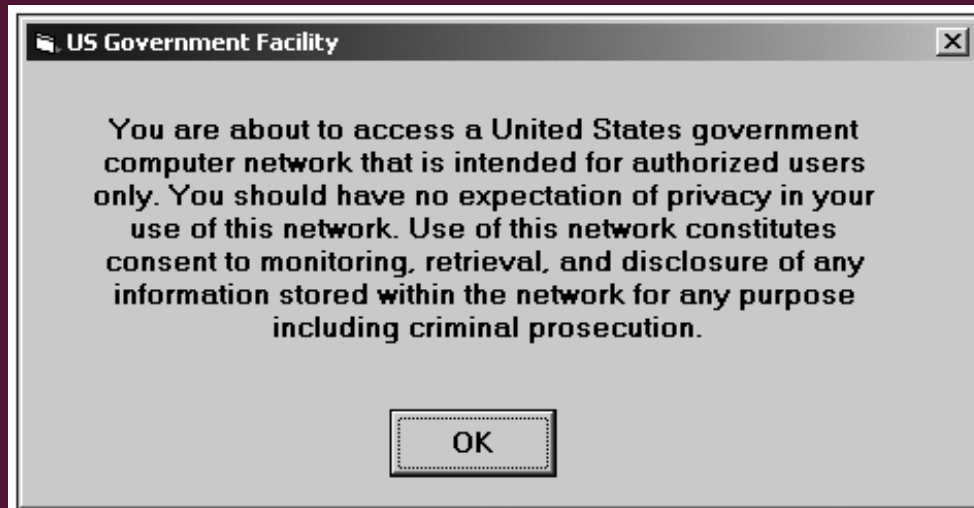 US Government Facility
You are about to access a United States government
computer network that is intended for authorized users
only. You should have no expectation of privacy in your
use of this network. Use of this network constitutes
consent to monitoring, retrieval, and disclosure of any
information stored within the network for any purpose
including criminal prosecution.
OK